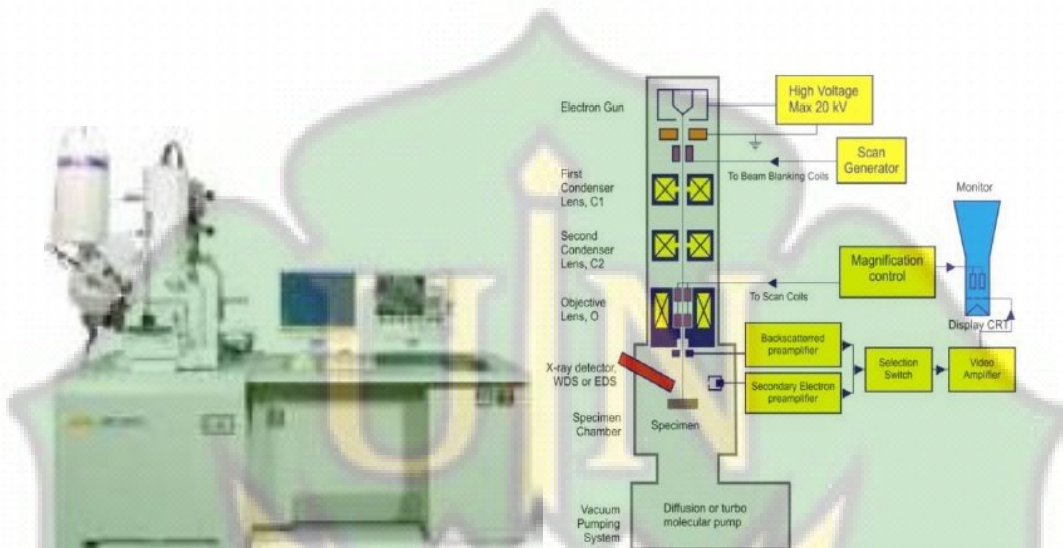 High Voltage
Max 20 kV
Electron Gun
Scan
Generator
To Beam Blanking Coils
First
Condenser
Lens, C1
Monitor
Second
Condenser
Lens, C2
Magnification
control
To Scan Coils
Objective
Lens, O
Display CRT
Backscattered
preamplifier
X-ray detector,
WDS or EDS
Selection
Switch
Video
Amplifier
Secondary Electron
preamplifier
Specimen
Chamber
Specimen
Vacuum
Pumping
System
Diffusion or turbo
molecular pump
UIN